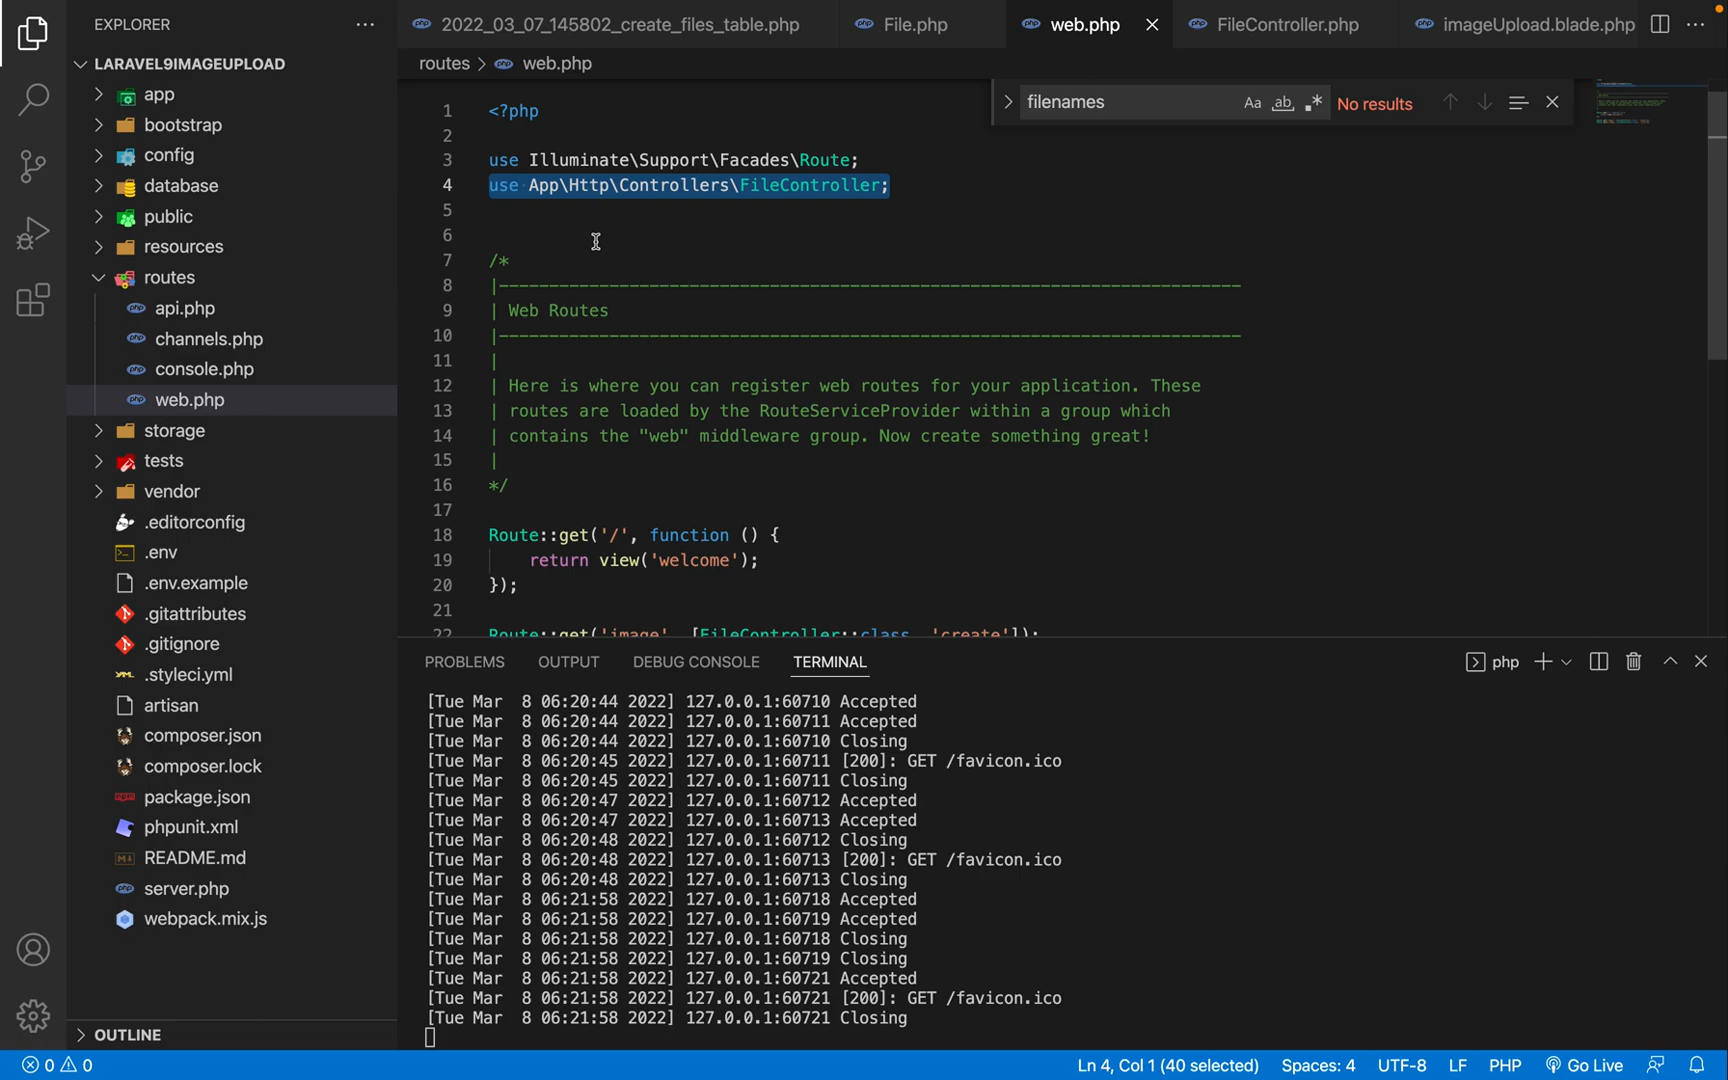 EXPLORER
LARAVEL9IMAGEUPLOAD
app
bootstrap
config
database
public
resources
routes
api.php
channels.php
console.php
web.php
storage
tests
vendor
.editorconfig
.env
.env.example
.gitattributes
.gitignore
.styleci.yml
artisan
composer.json
composer.lock
package.json
phpunit.xml
README.md
server.php
webpack.mix.js
OUTLINE
2022_03_07_145802_create_files_table.php
File.php
web.php
FileController.php
imageUpload.blade.php
routes > web.php
filenames
Aa
ab
No results
1 <?php
2
3 use Illuminate\Support\Facades\Route;
4 use App\Http\Controllers\FileController;
5
6
7 /*
8 |--------------------------------------------------------------------------
9 | Web Routes
10 |--------------------------------------------------------------------------
11 |
12 | Here is where you can register web routes for your application. These
13 | routes are loaded by the RouteServiceProvider within a group which
14 | contains the "web" middleware group. Now create something great!
15 |
16 */
17
18 Route::get('/', function () {
19 return view('welcome');
20 });
21
22 Route::get('image', [FileController::class, 'create']);
PROBLEMS OUTPUT DEBUG CONSOLE TERMINAL
php
[Tue Mar  8 06:20:44 2022] 127.0.0.1:60710 Accepted
[Tue Mar  8 06:20:44 2022] 127.0.0.1:60711 Accepted
[Tue Mar  8 06:20:44 2022] 127.0.0.1:60710 Closing
[Tue Mar  8 06:20:45 2022] 127.0.0.1:60711 [200]: GET /favicon.ico
[Tue Mar  8 06:20:45 2022] 127.0.0.1:60711 Closing
[Tue Mar  8 06:20:47 2022] 127.0.0.1:60712 Accepted
[Tue Mar  8 06:20:47 2022] 127.0.0.1:60713 Accepted
[Tue Mar  8 06:20:48 2022] 127.0.0.1:60712 Closing
[Tue Mar  8 06:20:48 2022] 127.0.0.1:60713 [200]: GET /favicon.ico
[Tue Mar  8 06:20:48 2022] 127.0.0.1:60713 Closing
[Tue Mar  8 06:21:58 2022] 127.0.0.1:60718 Accepted
[Tue Mar  8 06:21:58 2022] 127.0.0.1:60719 Accepted
[Tue Mar  8 06:21:58 2022] 127.0.0.1:60718 Closing
[Tue Mar  8 06:21:58 2022] 127.0.0.1:60719 Closing
[Tue Mar  8 06:21:58 2022] 127.0.0.1:60721 Accepted
[Tue Mar  8 06:21:58 2022] 127.0.0.1:60721 [200]: GET /favicon.ico
[Tue Mar  8 06:21:58 2022] 127.0.0.1:60721 Closing
0 0
Ln 4, Col 1 (40 selected)
Spaces: 4
UTF-8
LF
PHP
Go Live